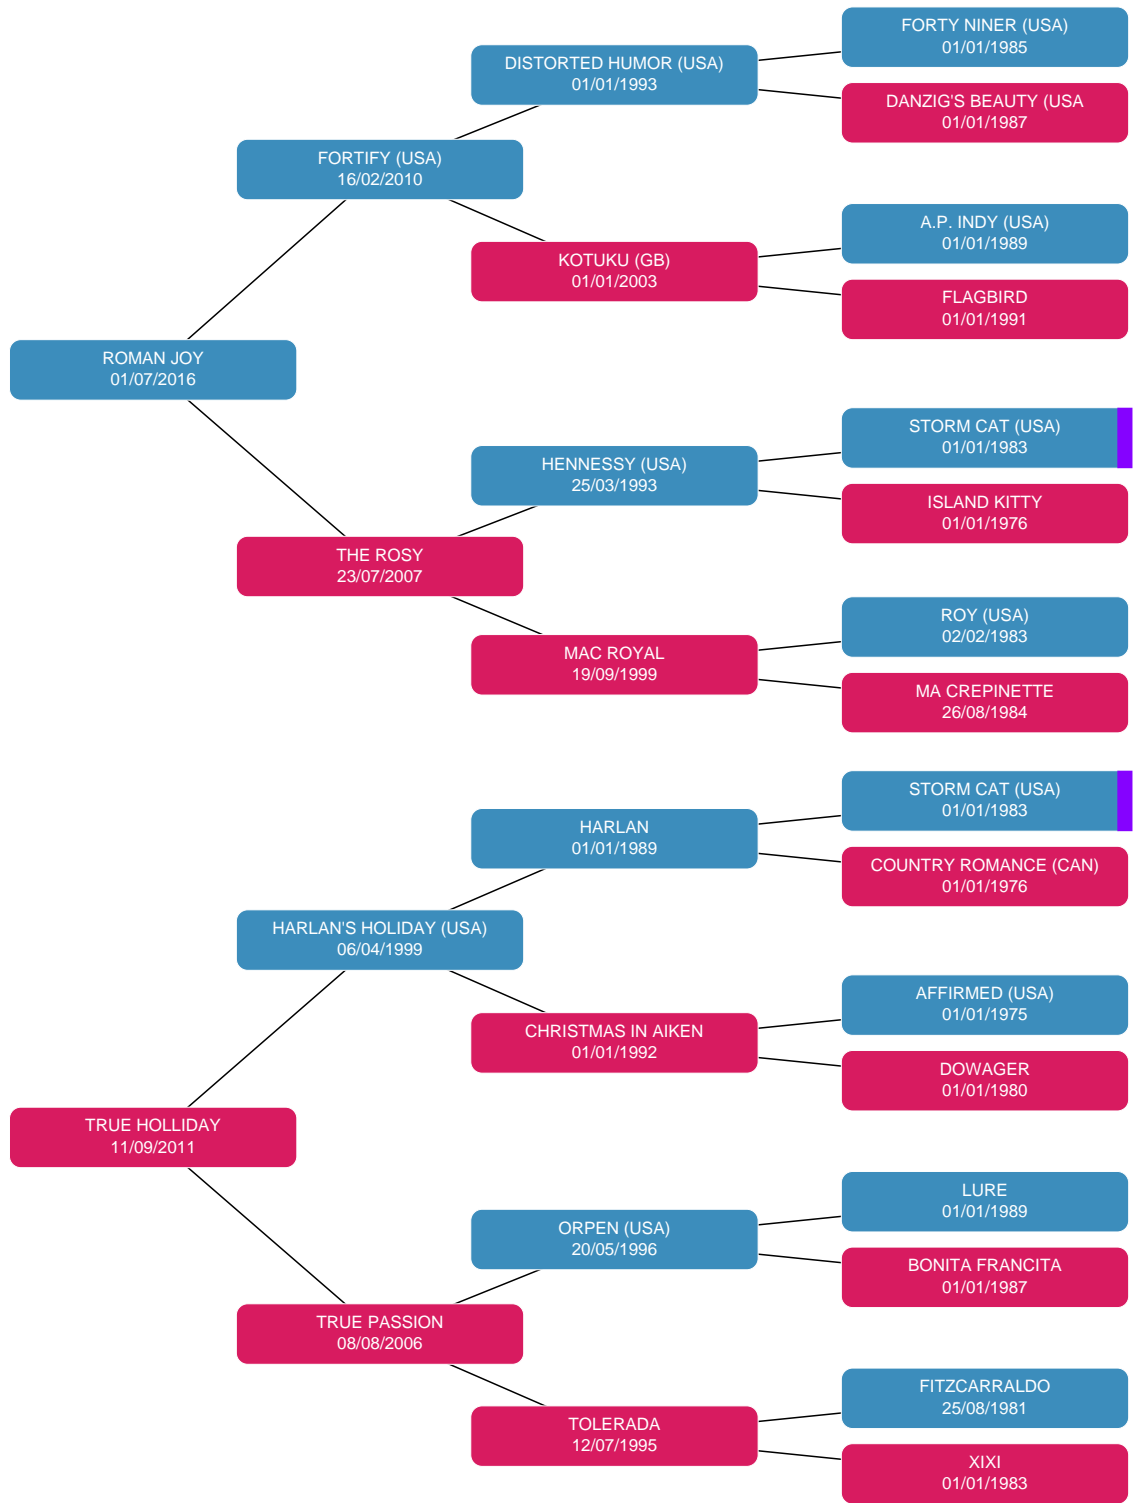 FORTY NINER (USA)
01/01/1985
DISTORTED HUMOR (USA)
01/01/1993
DANZIG'S BEAUTY (USA
01/01/1987
FORTIFY (USA)
16/02/2010
A.P. INDY (USA)
01/01/1989
KOTUKU (GB)
01/01/2003
FLAGBIRD
01/01/1991
ROMAN JOY
01/07/2016
STORM CAT (USA)
01/01/1983
HENNESSY (USA)
25/03/1993
ISLAND KITTY
01/01/1976
THE ROSY
23/07/2007
ROY (USA)
02/02/1983
MAC ROYAL
19/09/1999
MA CREPINETTE
26/08/1984
STORM CAT (USA)
01/01/1983
HARLAN
01/01/1989
COUNTRY ROMANCE (CAN)
01/01/1976
HARLAN'S HOLIDAY (USA)
06/04/1999
AFFIRMED (USA)
01/01/1975
CHRISTMAS IN AIKEN
01/01/1992
DOWAGER
01/01/1980
TRUE HOLLIDAY
11/09/2011
LURE
01/01/1989
ORPEN (USA)
20/05/1996
BONITA FRANCITA
01/01/1987
TRUE PASSION
08/08/2006
FITZCARRALDO
25/08/1981
TOLERADA
12/07/1995
XIXI
01/01/1983